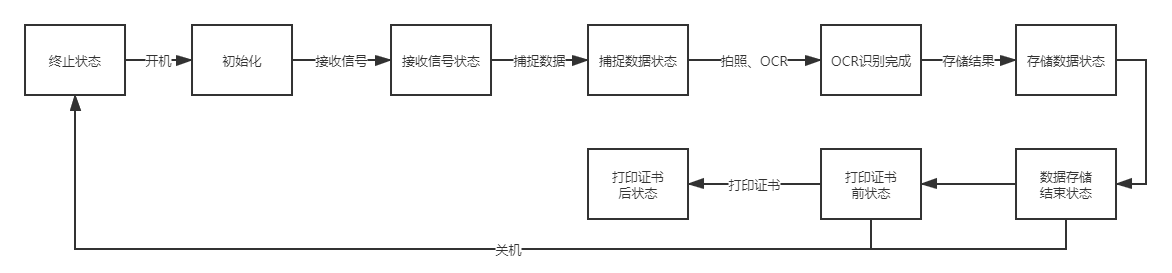 终止状态
开机
初始化
接收信号
接收信号状态
捕捉数据
捕捉数据状态
拍照、OCR
OCR识别完成
存储结果
存储数据状态
打印证书
后状态
打印证书
打印证书
前状态
数据存储
结束状态
关机